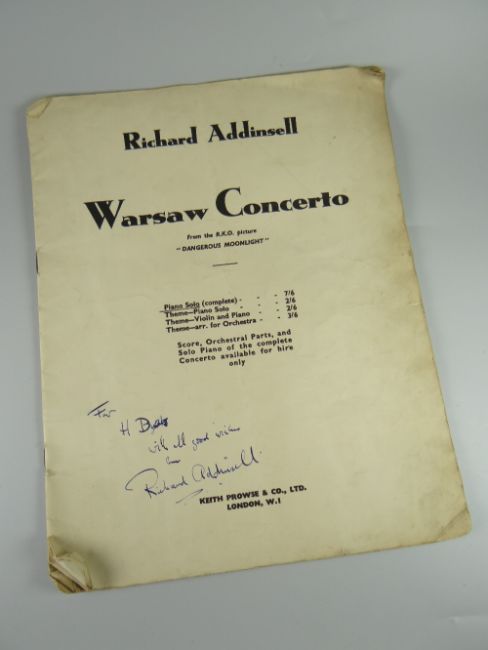 Richard Addinsell
Warsaw Concerto
From the R.K.O. picture
"DANGEROUS MOONLIGHT"
Piano Solo (complete) - - - 7/6
Theme—Piano Solo - - - 2/6
Theme—Violin and Piano - - 2/6
Theme—arr. for Orchestra - - 3/6
Score, Orchestral Parts, and
Solo Piano of the complete
Concerto available for hire
only
For
H
with all good wishes
Richard Addinsell
KEITH PROWSE & CO., LTD.
LONDON, W.1